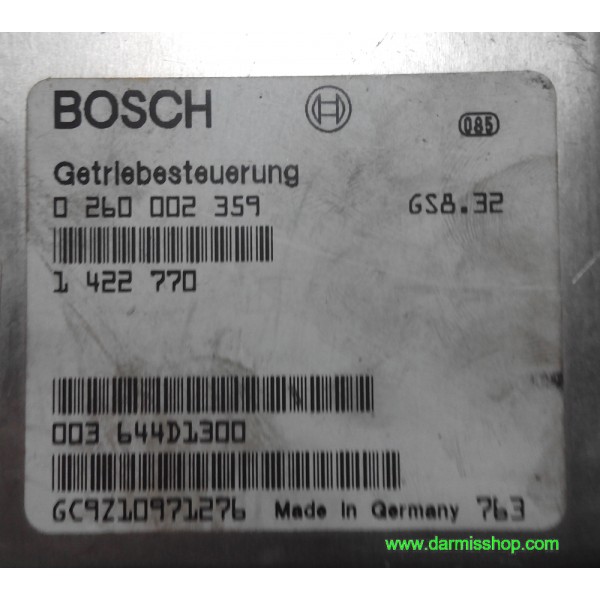 BOSCH
085
Getriebesteuerung
0 260 002 359 GS8.32
1 422 770
003 644D1300
GC9Z10971276 Made in Germany 763
www.darmisshop.com